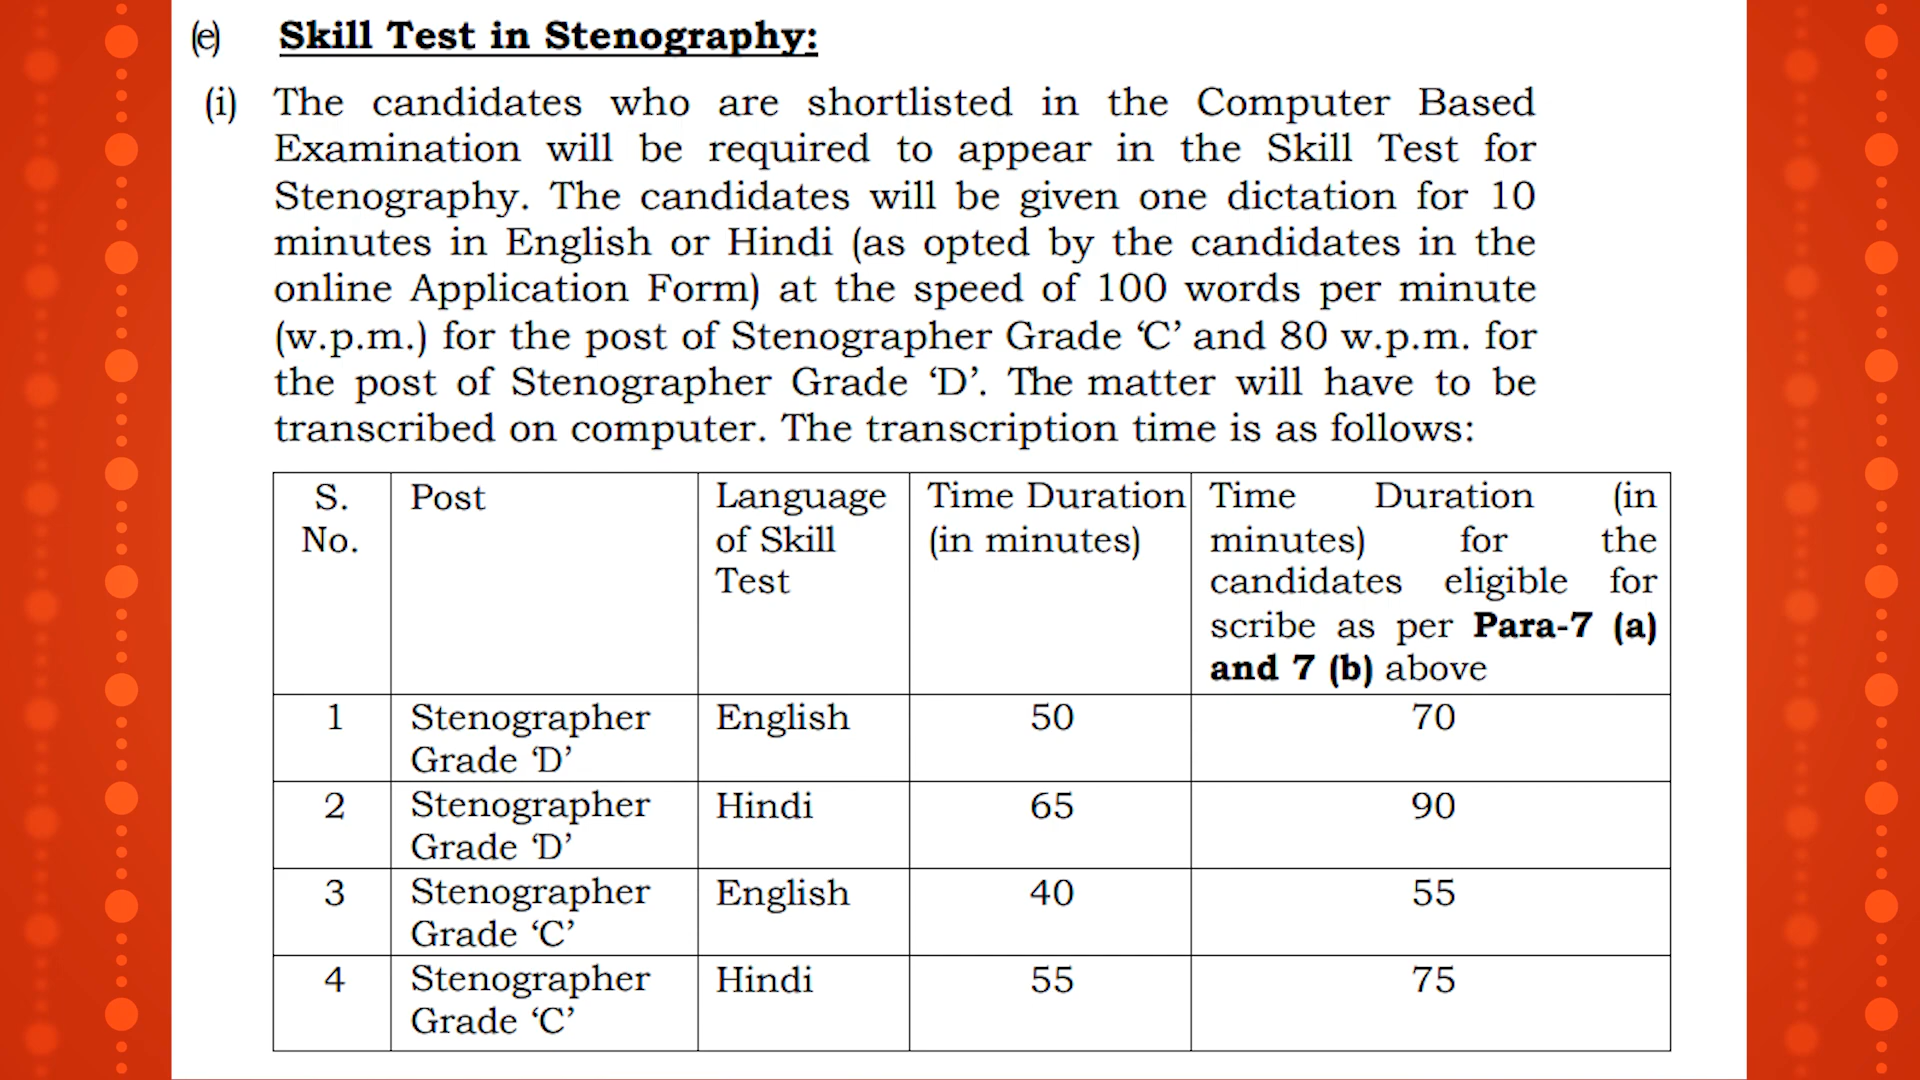 (e) Skill Test in Stenography:
(i) The candidates who are shortlisted in the Computer Based
Examination will be required to appear in the Skill Test for
Stenography. The candidates will be given one dictation for 10
minutes in English or Hindi (as opted by the candidates in the
online Application Form) at the speed of 100 words per minute
(w.p.m.) for the post of Stenographer Grade ‘C’ and 80 w.p.m. for
the post of Stenographer Grade ‘D’. The matter will have to be
transcribed on computer. The transcription time is as follows:
S.
No.
Post
Language
of Skill
Test
Time Duration
(in minutes)
Time Duration (in
minutes) for the
candidates eligible for
scribe as per Para-7 (a)
and 7 (b) above
1
Stenographer
Grade ‘D’
English
50
70
2
Stenographer
Grade ‘D’
Hindi
65
90
3
Stenographer
Grade ‘C’
English
40
55
4
Stenographer
Grade ‘C’
Hindi
55
75